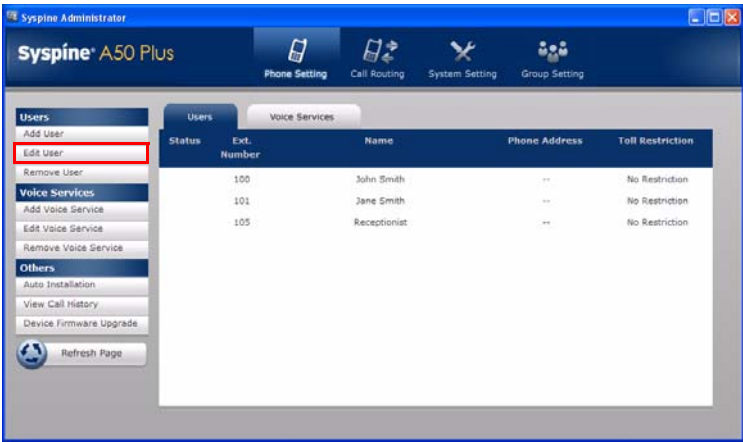 Syspine Administrator
Syspine® A50 Plus
Phone Setting Call Routing System Setting Group Setting
Users
Add User
Edit User
Remove User
Voice Services
Add Voice Service
Edit Voice Service
Remove Voice Service
Others
Auto Installation
View Call History
Device Firmware Upgrade
Refresh Page
Users Voice Services
Status Ext. Number Name Phone Address Toll Restriction
100 John Smith -- No Restriction
101 Jane Smith -- No Restriction
105 Receptionist -- No Restriction